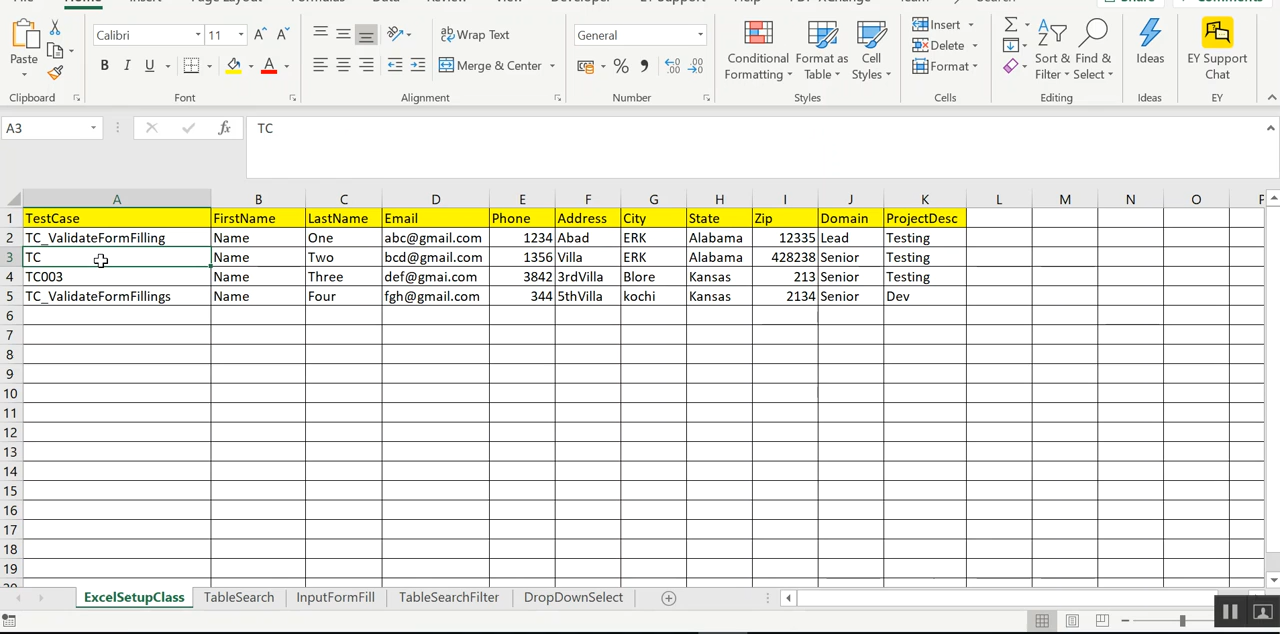 Home
Paste
Clipboard
Calibri 11 A A
B I U A
Font
ab Wrap Text
Merge & Center
Alignment
General
% 9 .00 .00
Number
Conditional Formatting
Format as Table
Cell Styles
Styles
Insert
Delete
Format
Cells
Sort & Filter
Find & Select
Editing
Ideas
Ideas
EY Support Chat
EY
A3 fx TC
A B C D E F G H I J K L M N O
1 TestCase FirstName LastName Email Phone Address City State Zip Domain ProjectDesc
2 TC_ValidateFormFilling Name One abc@gmail.com 1234 Abad ERK Alabama 12335 Lead Testing
3 TC Name Two bcd@gmail.com 1356 Villa ERK Alabama 428238 Senior Testing
4 TC003 Name Three def@gmai.com 3842 3rdVilla Blore Kansas 213 Senior Testing
5 TC_ValidateFormFillings Name Four fgh@gmail.com 344 5thVilla kochi Kansas 2134 Senior Dev
6
7
8
9
10
11
12
13
14
15
16
17
18
19
ExcelSetupClass TableSearch InputFormFill TableSearchFilter DropDownSelect